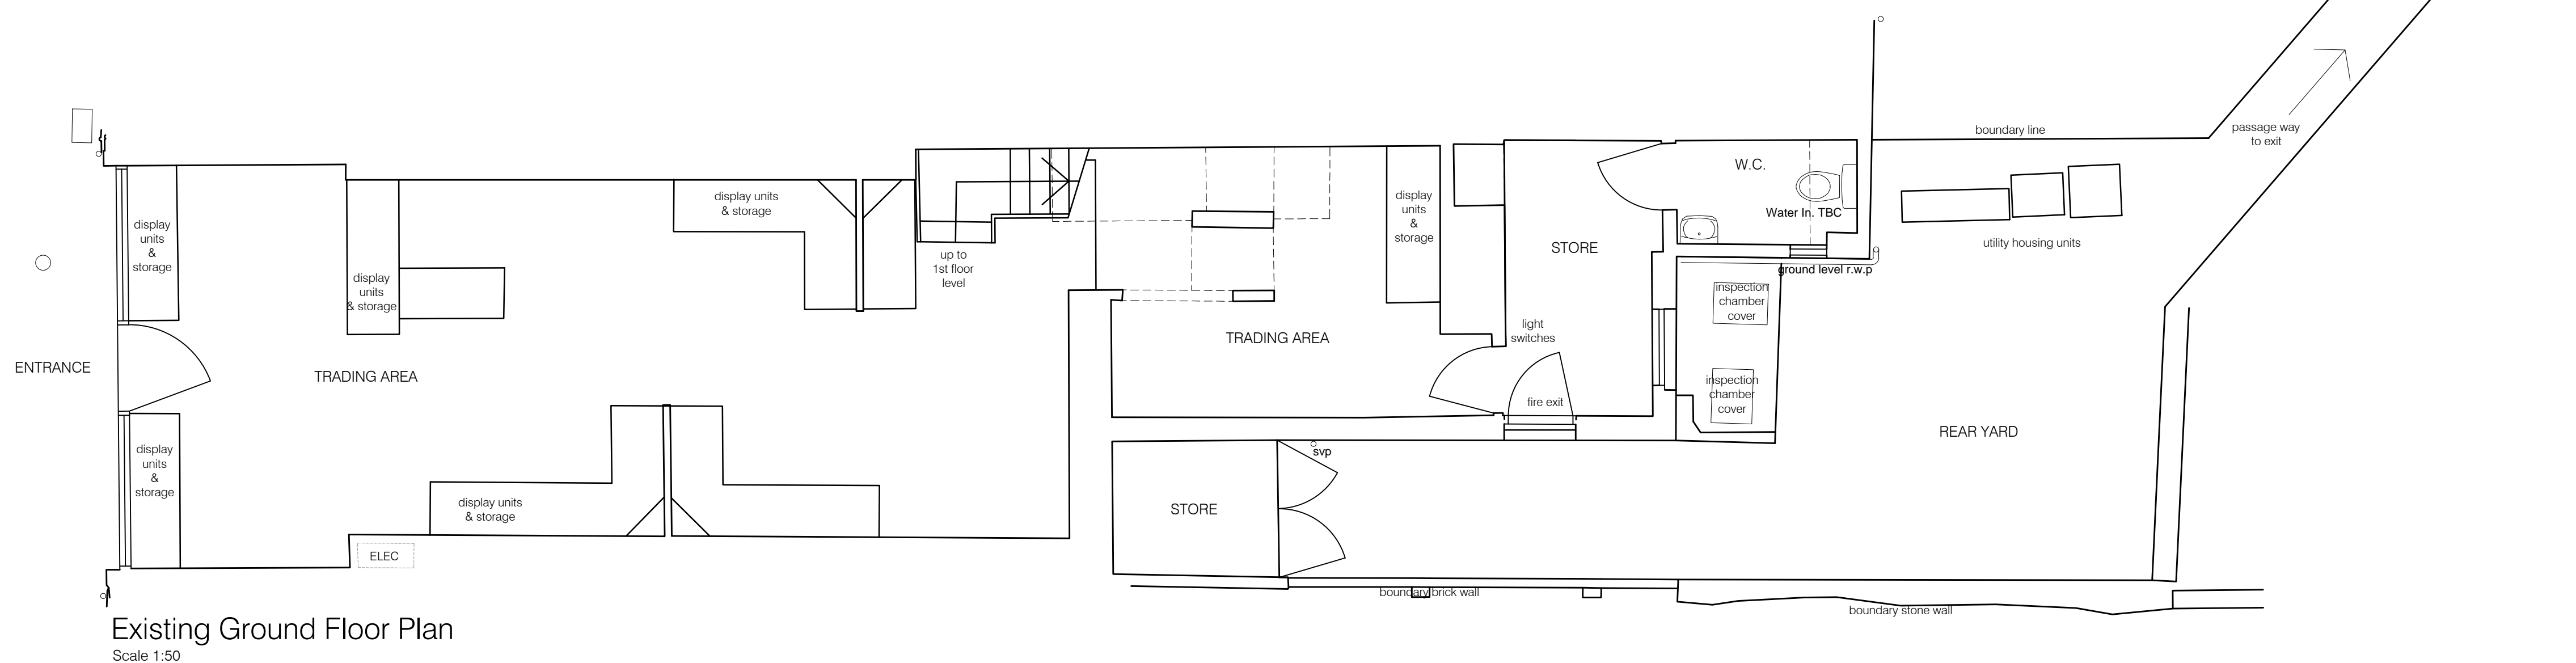 boundary line
passage way
to exit
W.C.
Water In. TBC
display units
& storage
display
units
&
storage
display
units
&
storage
STORE
utility housing units
up to
1st floor
level
ground level r.w.p
display
units
& storage
inspection
chamber
cover
light
switches
TRADING AREA
ENTRANCE
TRADING AREA
inspection
chamber
cover
fire exit
REAR YARD
svp
display
units
&
storage
display units
& storage
STORE
ELEC
boundary brick wall
boundary stone wall
Existing Ground Floor Plan
Scale 1:50